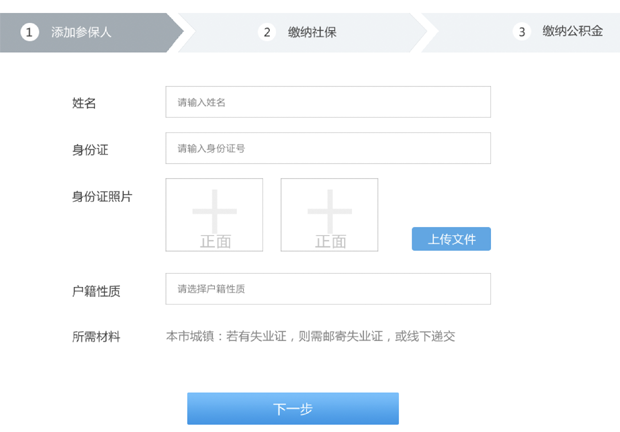 1 添加参保人 2 缴纳社保 3 缴纳公积金
姓名 请输入姓名
身份证 请输入身份证号
身份证照片 正面 正面 上传文件
户籍性质 请选择户籍性质
所需材料 本市城镇：若有失业证，则需邮寄失业证，或线下递交
下一步